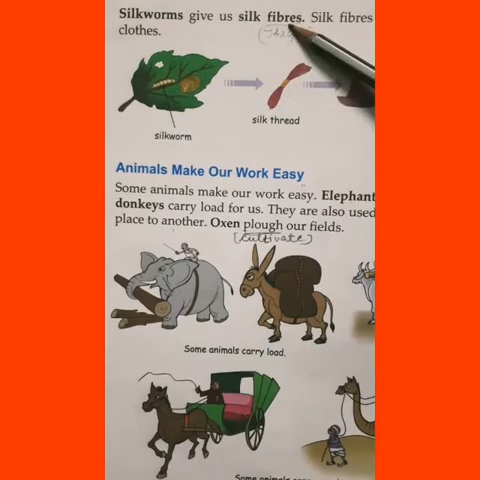 Silkworms give us silk fibres. Silk fibres
clothes.
silk thread
silkworm
Animals Make Our Work Easy
Some animals make our work easy. Elephant
donkeys carry load for us. They are also used
place to another. Oxen plough our fields.
(cultivate)
Some animals carry load.
Some animals